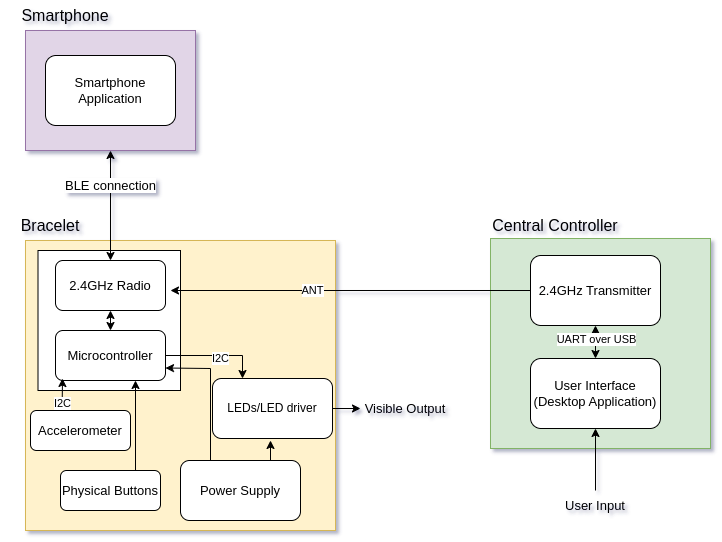 Smartphone
Smartphone
Application
BLE connection
Bracelet
Central Controller
2.4GHz Radio
ANT
2.4GHz Transmitter
UART over USB
Microcontroller
I2C
User Interface
(Desktop Application)
I2C
LEDs/LED driver
Visible Output
Accelerometer
Physical Buttons
Power Supply
User Input